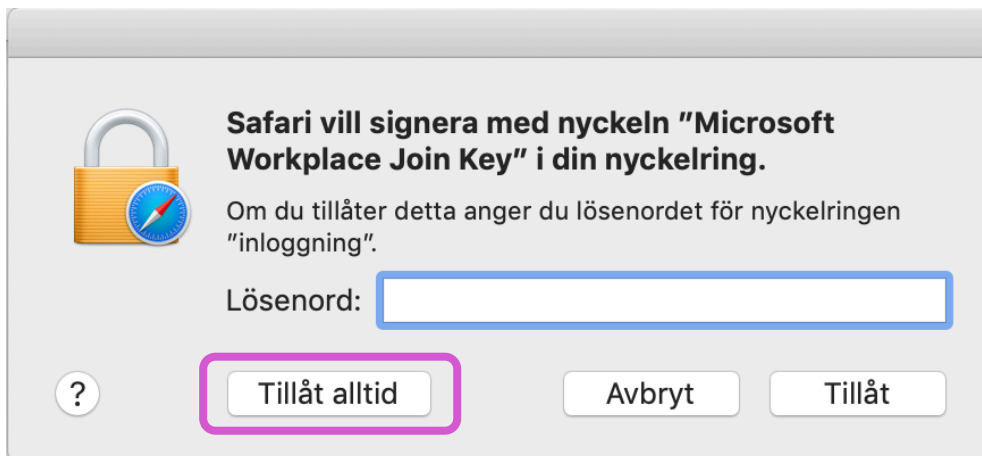 Safari vill signera med nyckeln ”Microsoft
Workplace Join Key” i din nyckelring.
Om du tillåter detta anger du lösenordet för nyckelringen
”inloggning”.
Lösenord:
?
Tillåt alltid
Avbryt
Tillåt